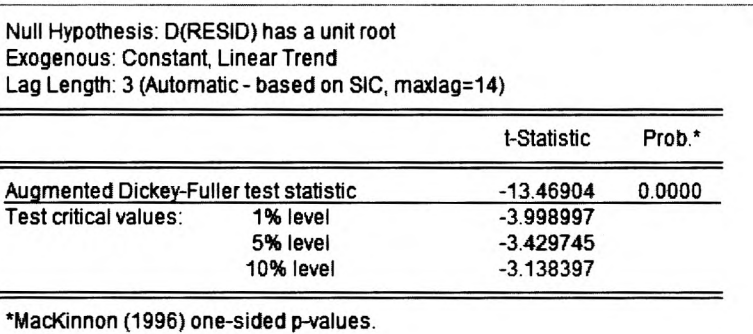 Null Hypothesis: D(RESID) has a unit root
Exogenous: Constant, Linear Trend
Lag Length: 3 (Automatic - based on SIC, maxlag=14)
t-Statistic Prob.*
Augmented Dickey-Fuller test statistic -13.46904 0.0000
Test critical values: 1% level -3.998997
5% level -3.429745
10% level -3.138397
*MacKinnon (1996) one-sided p-values.